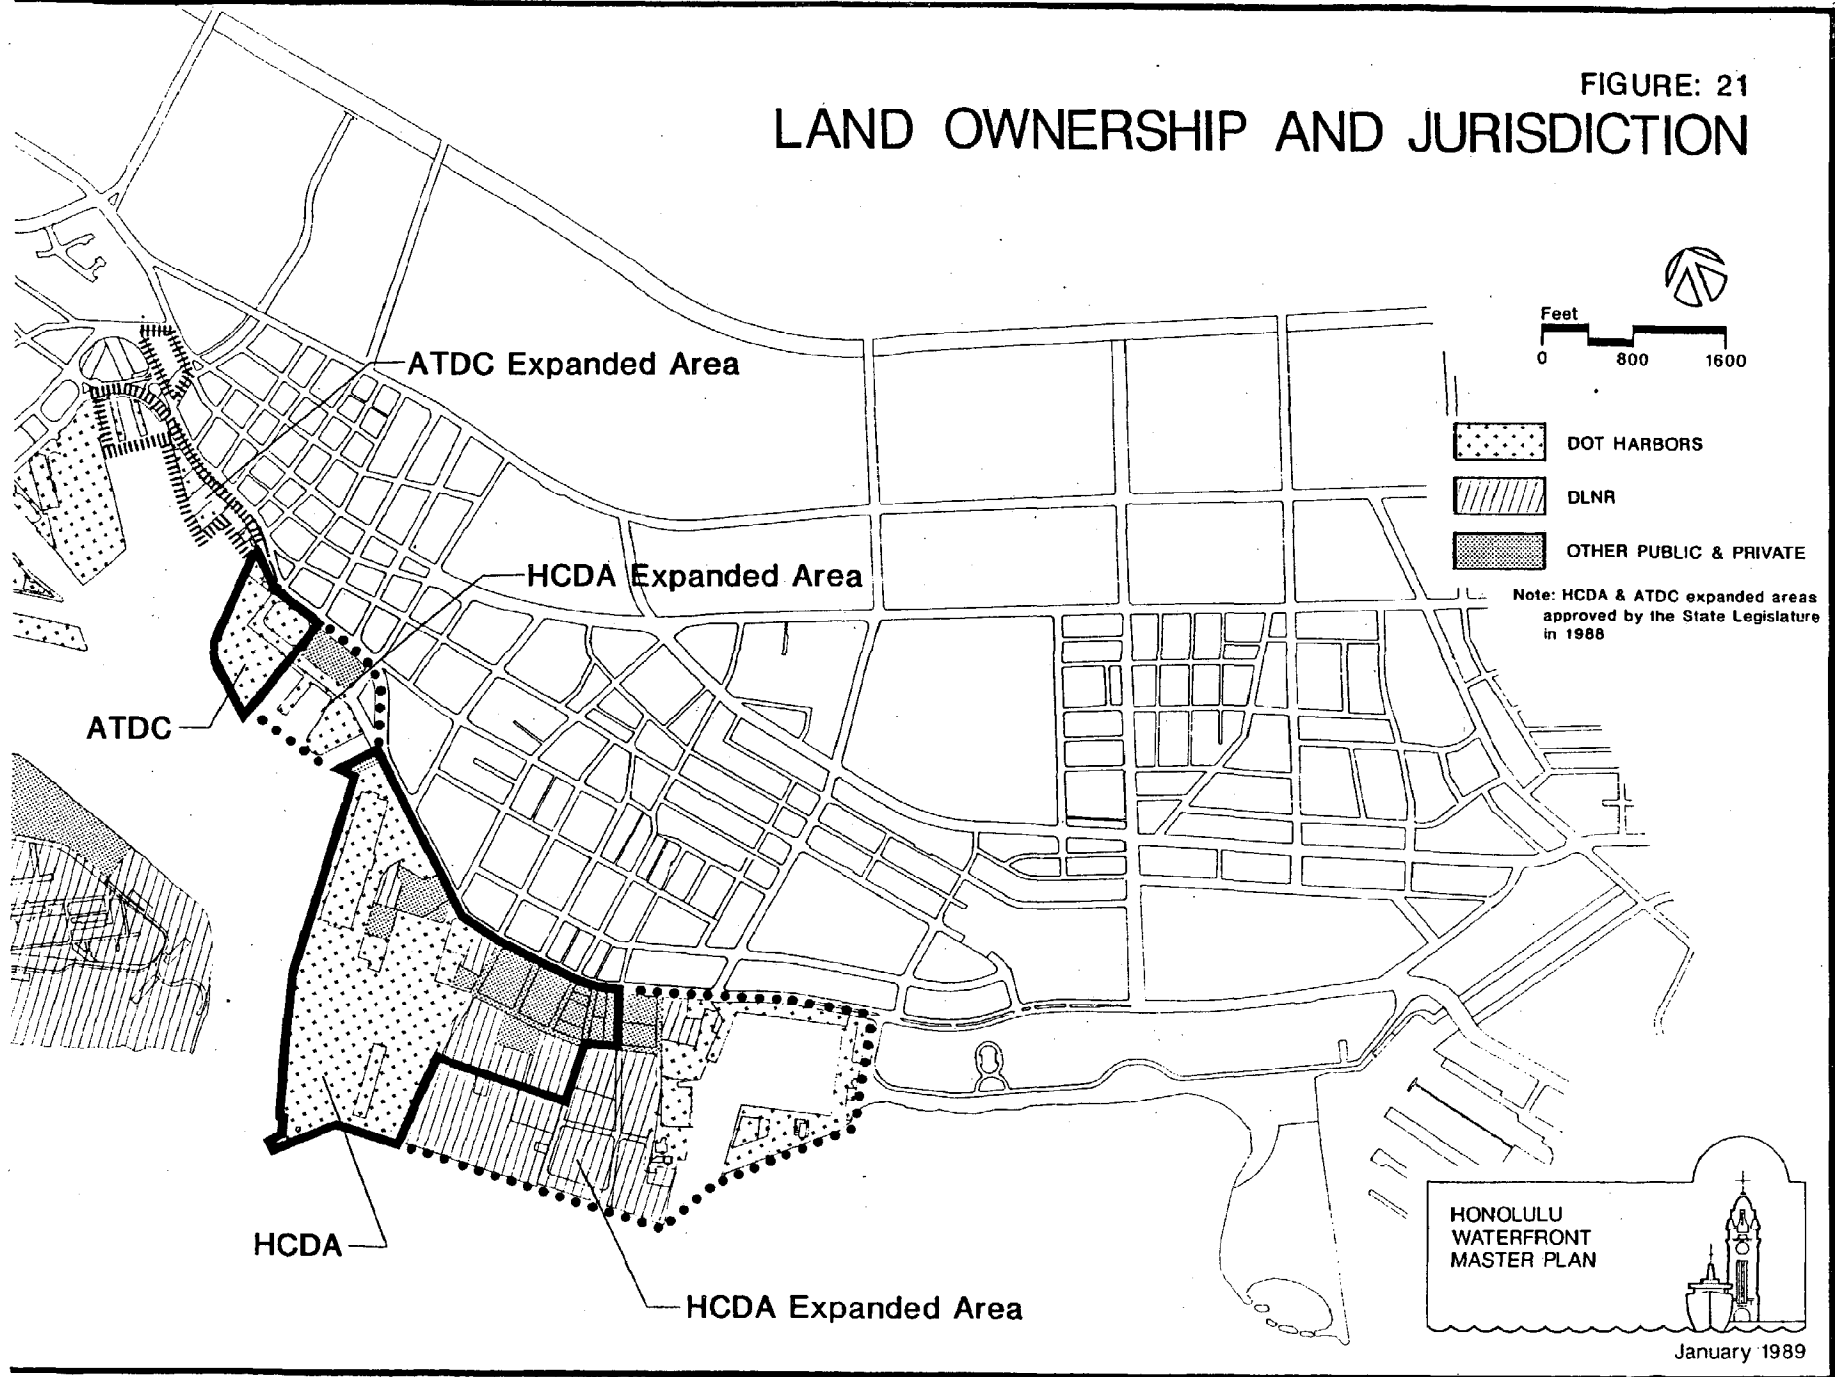 FIGURE: 21
LAND OWNERSHIP AND JURISDICTION
Feet
0 800 1600
ATDC Expanded Area
DOT HARBORS
DLNR
OTHER PUBLIC & PRIVATE
HCDA Expanded Area
Note: HCDA & ATDC expanded areas
approved by the State Legislature
in 1988
ATDC
HCDA
HCDA Expanded Area
HONOLULU
WATERFRONT
MASTER PLAN
January 1989